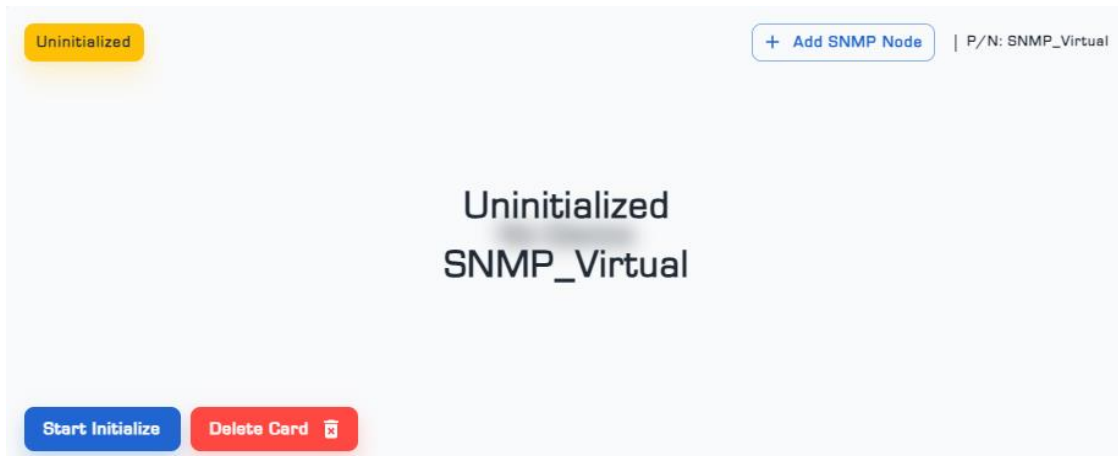 Uninitialized
+ Add SNMP Node
| P/N: SNMP_Virtual
Uninitialized
SNMP_Virtual
Start Initialize
Delete Card